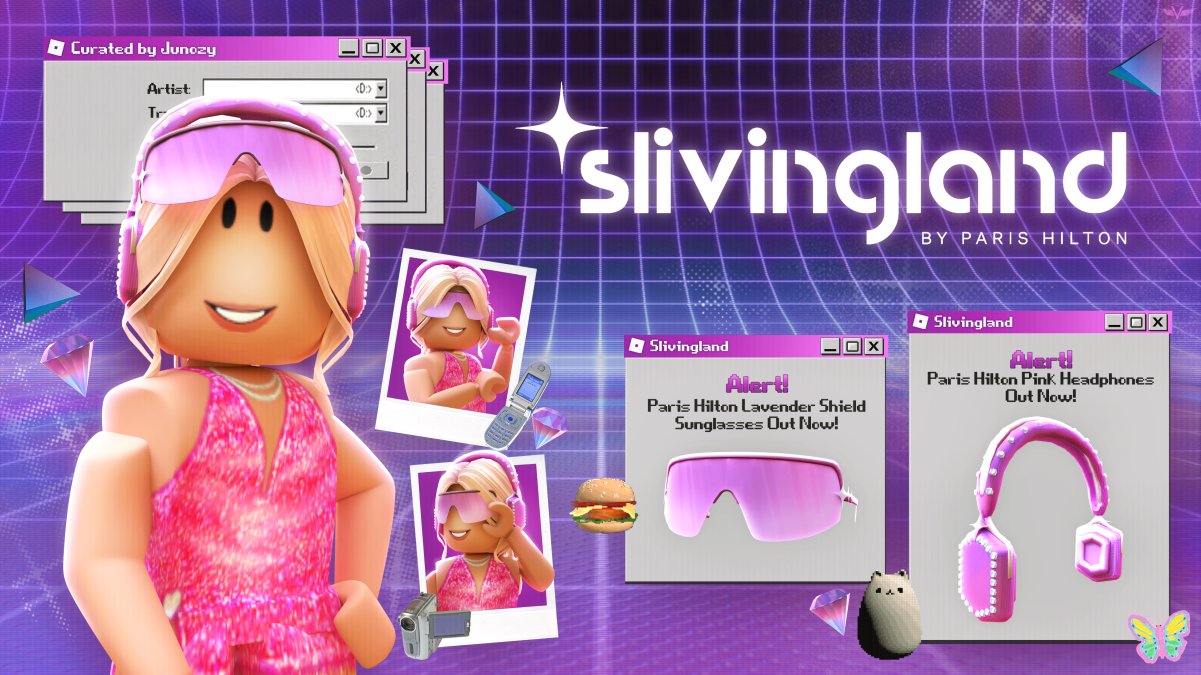 Curated by Junozy
Artist
<D:>
<D:>
slivingland
BY PARIS HILTON
Slivingland
Alert!
Paris Hilton Lavender Shield
Sunglasses Out Now!
Slivingland
Alert!
Paris Hilton Pink Headphones
Out Now!